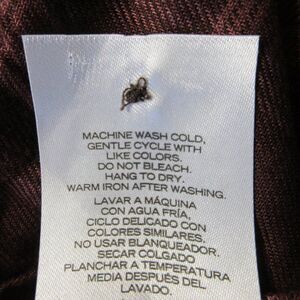 MACHINE WASH COLD,
GENTLE CYCLE WITH
LIKE COLORS.
DO NOT BLEACH.
HANG TO DRY.
WARM IRON AFTER WASHING.
LAVAR A MÁQUINA
CON AGUA FRÍA,
CICLO DELICADO CON
COLORES SIMILARES.
NO USAR BLANQUEADOR.
SECAR COLGADO
PLANCHAR A TEMPERATURA
MEDIA DESPUÉS DEL
LAVADO.